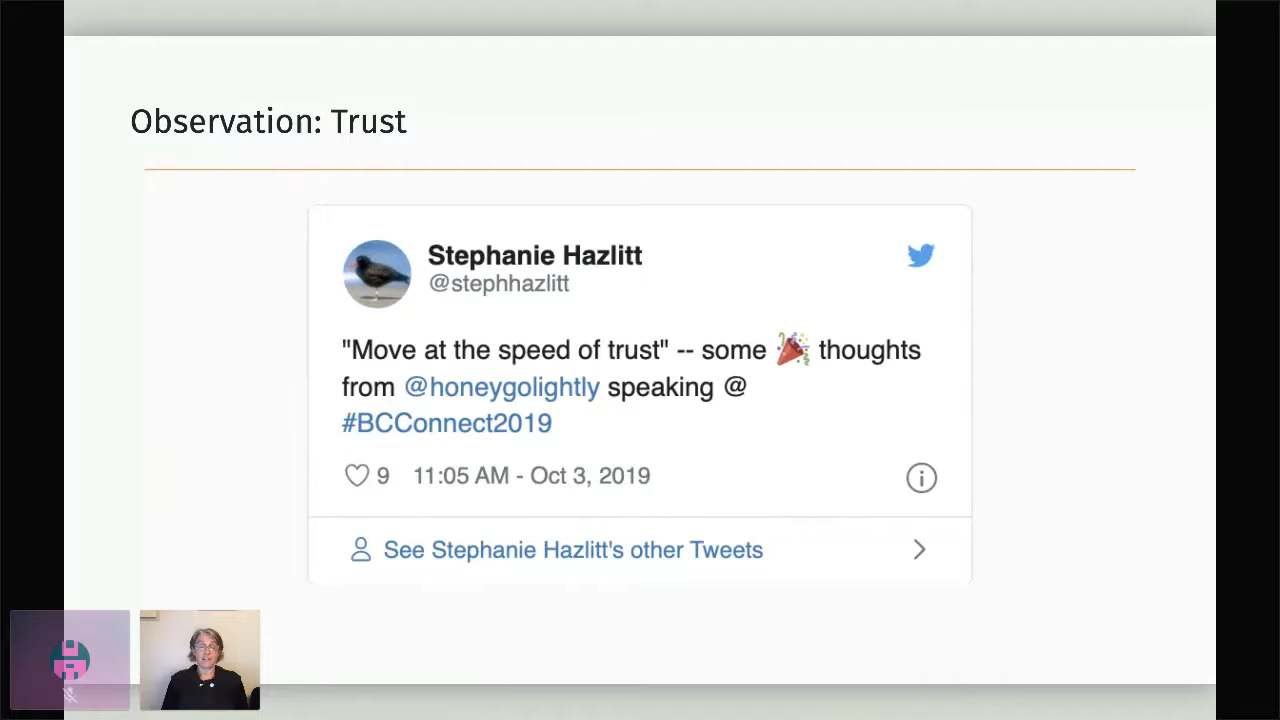 Observation: Trust
Stephanie Hazlitt
@stephhazlitt
"Move at the speed of trust" -- some 🎉 thoughts
from @honeygolightly speaking @
#BCConnect2019
9 11:05 AM - Oct 3, 2019
See Stephanie Hazlitt's other Tweets